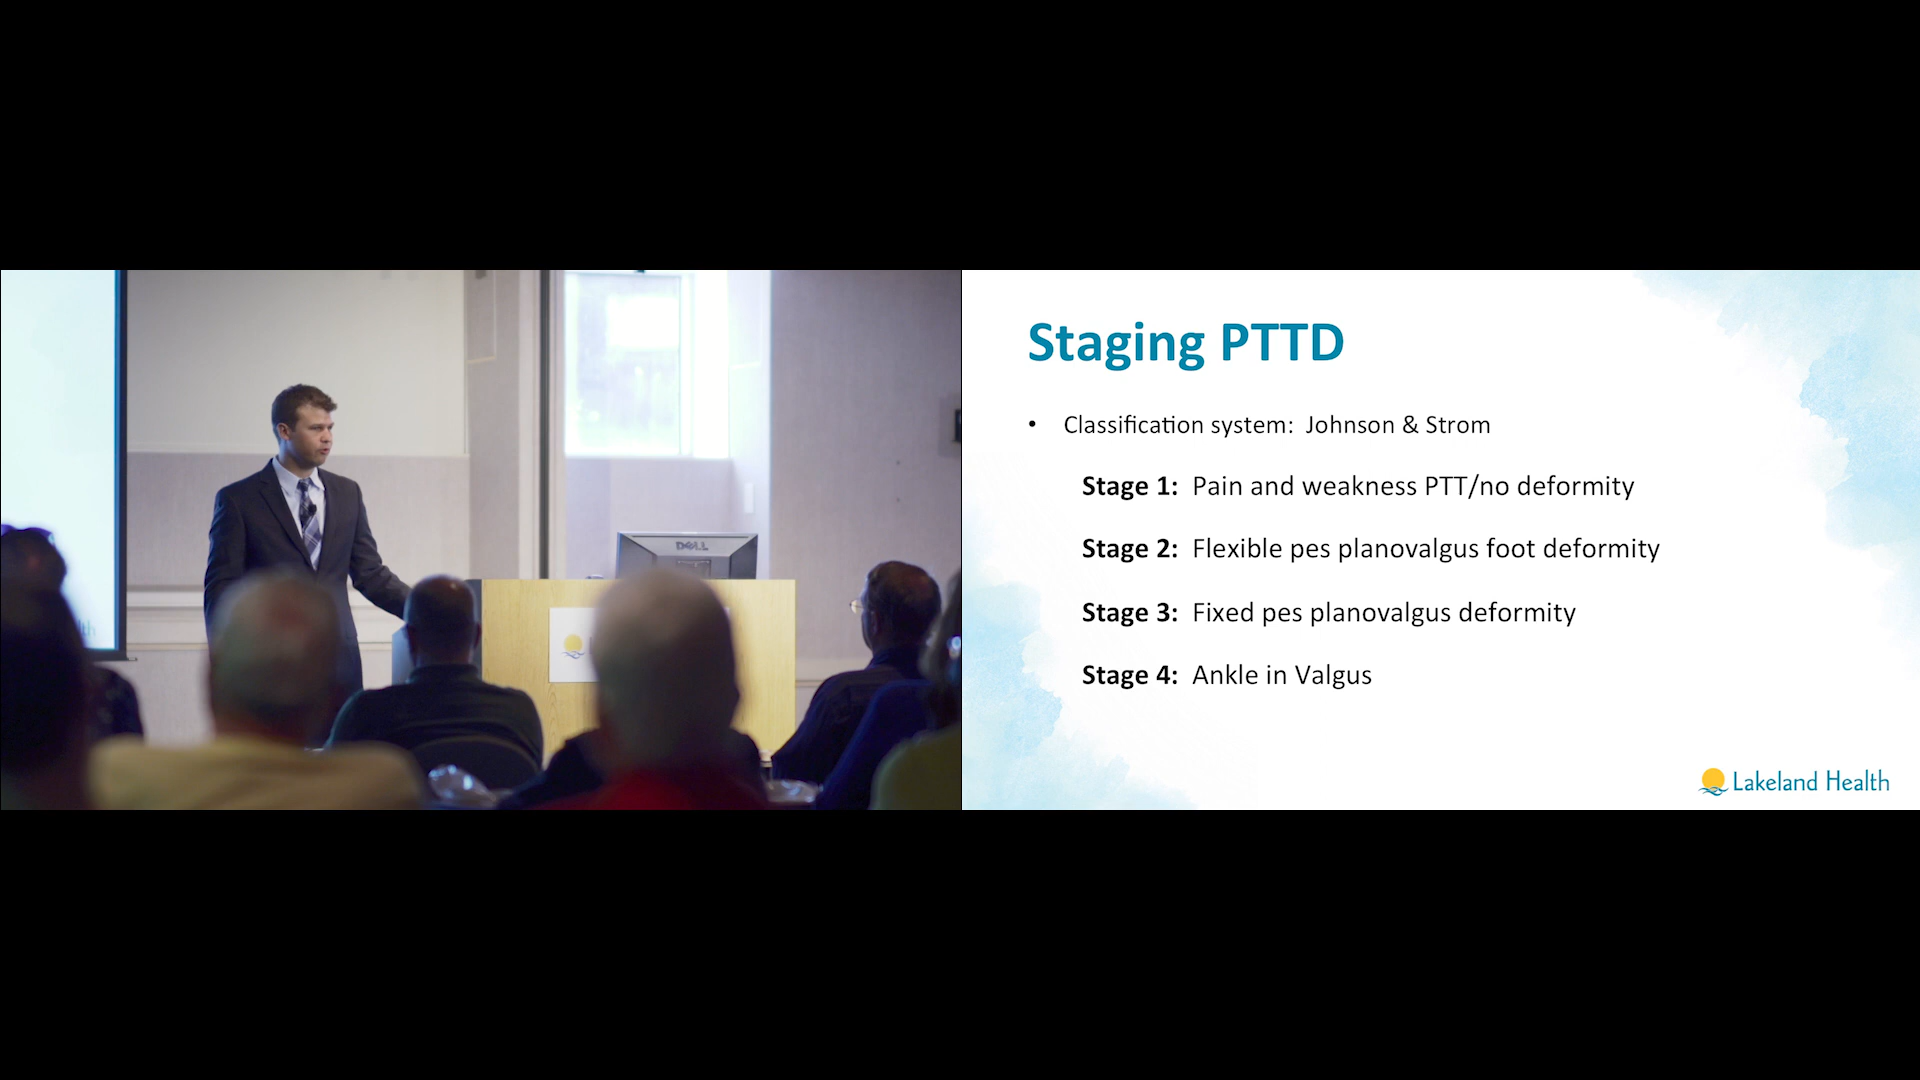 DELL
Staging PTTD
• Classification system: Johnson & Strom
Stage 1: Pain and weakness PTT/no deformity
Stage 2: Flexible pes planovalgus foot deformity
Stage 3: Fixed pes planovalgus deformity
Stage 4: Ankle in Valgus
Lakeland Health